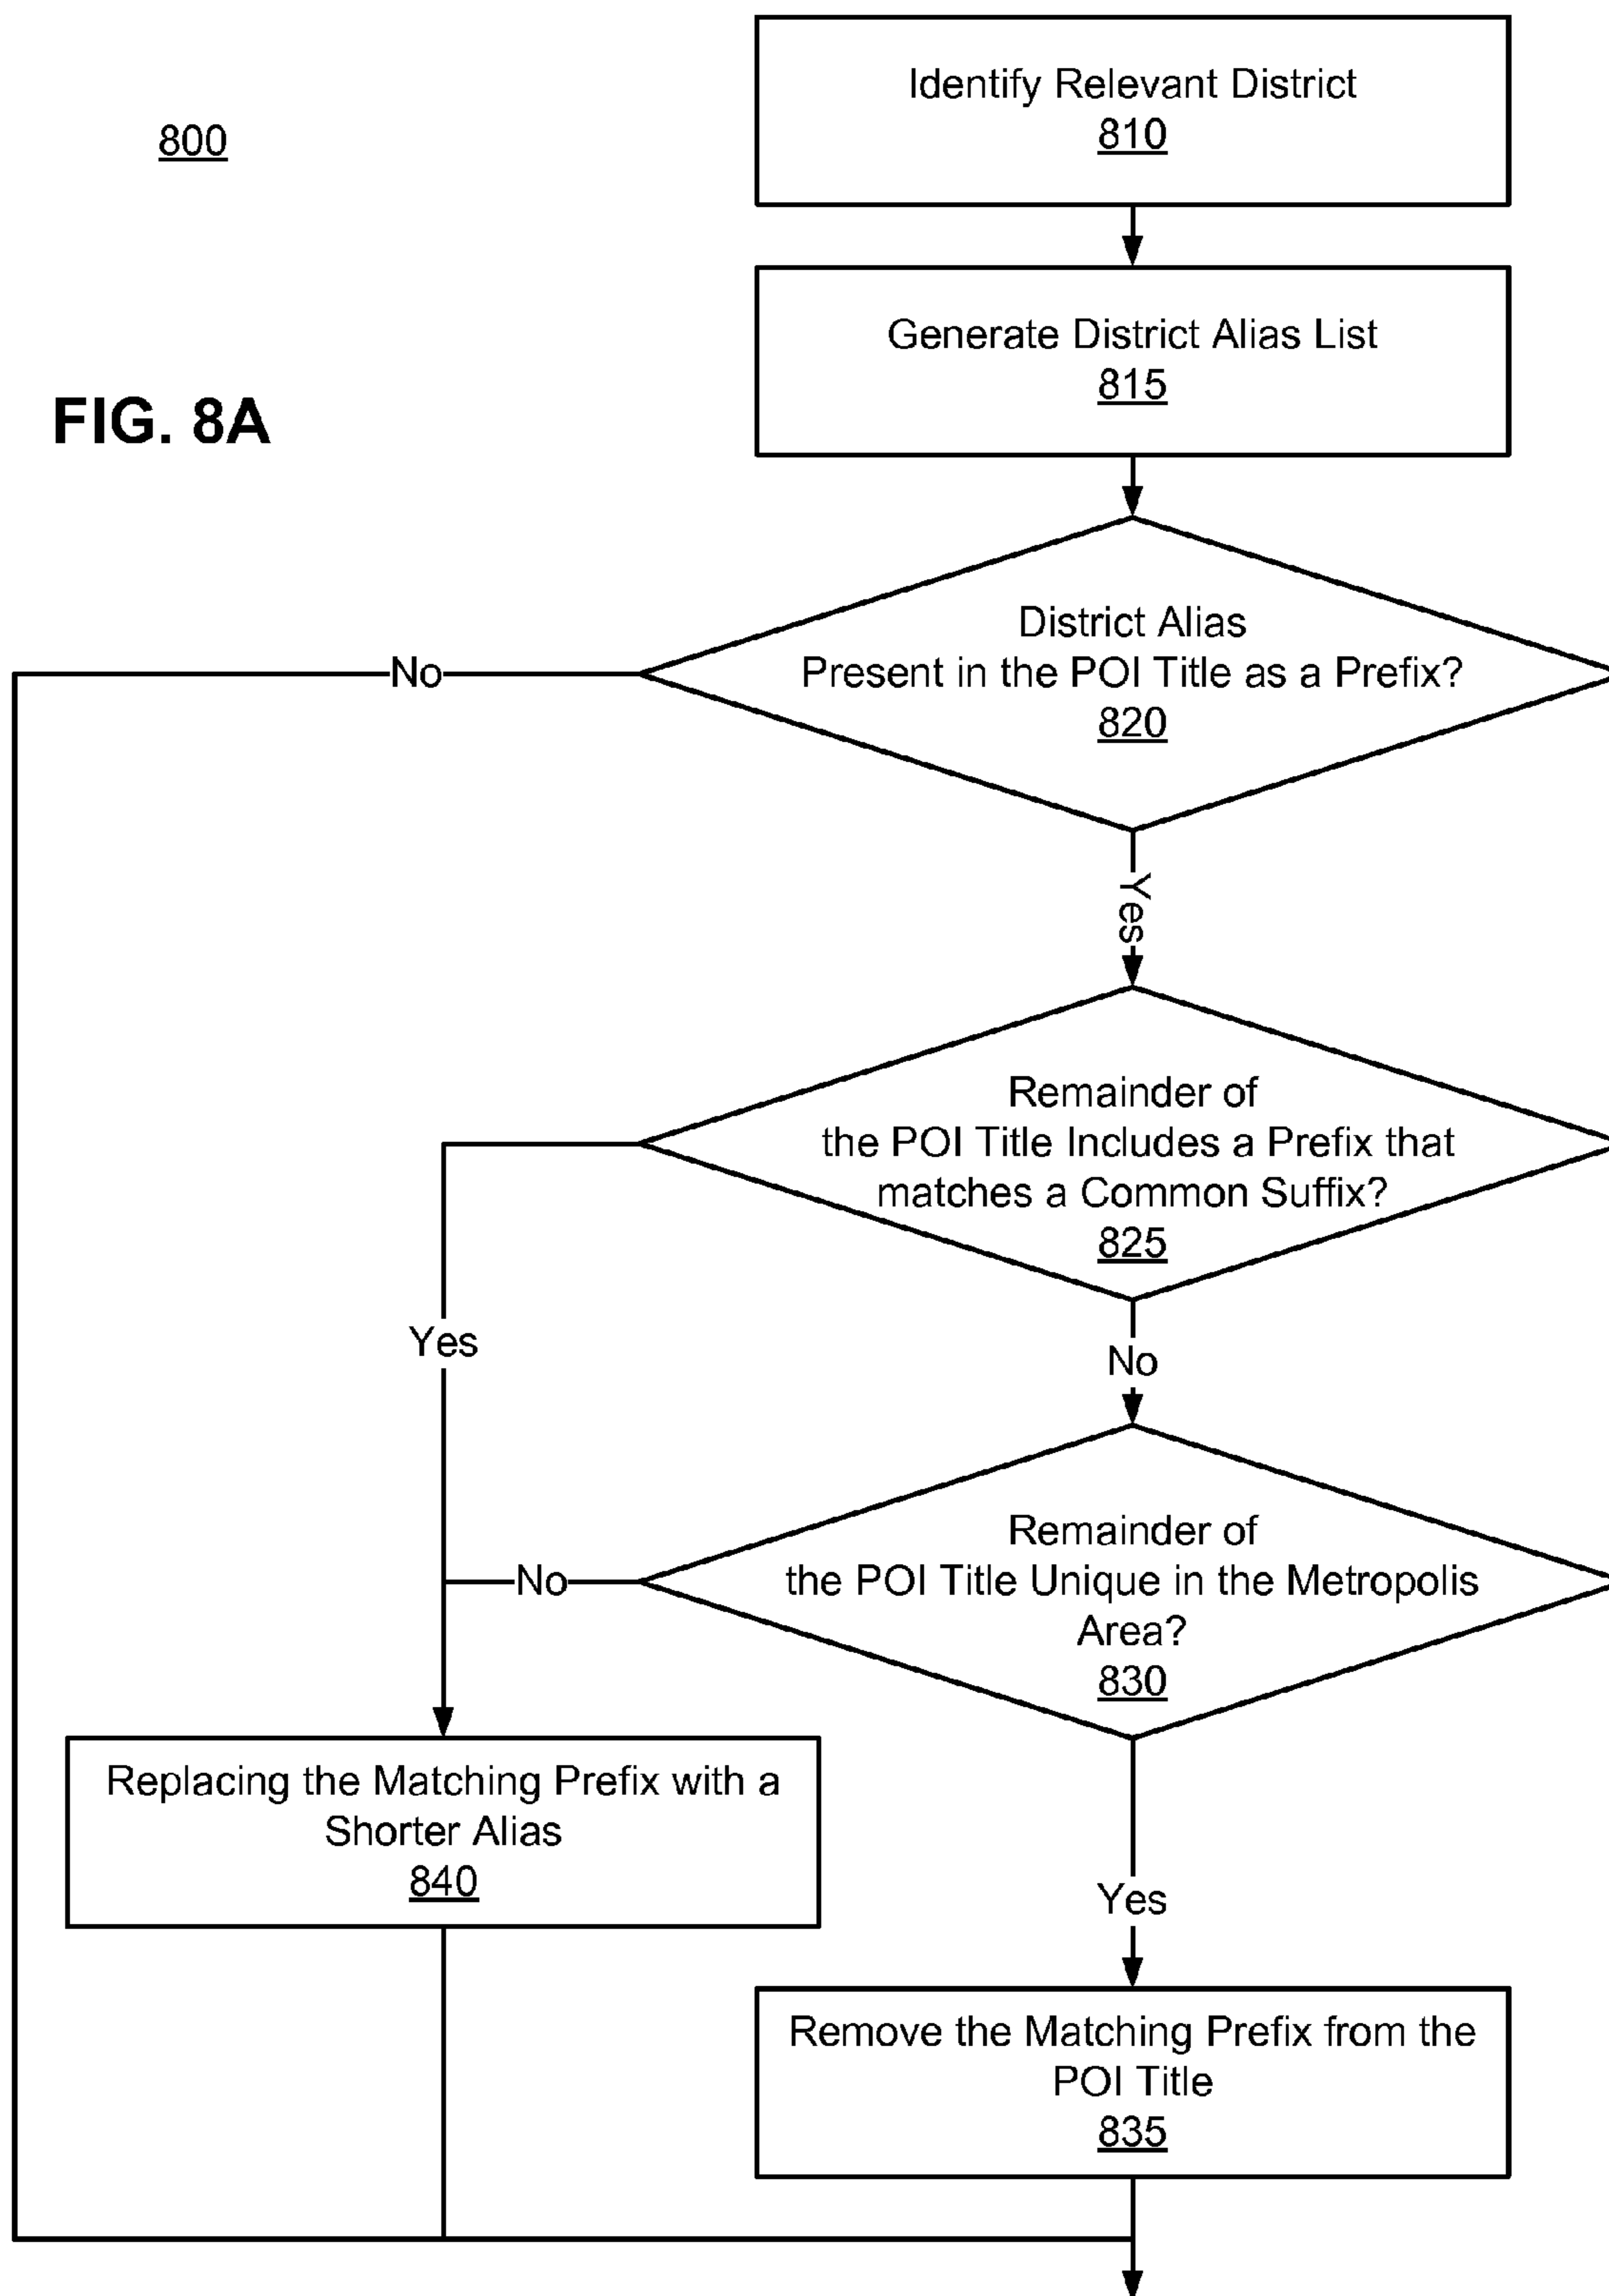 800
FIG. 8A
Identify Relevant District
810
Generate District Alias List
815
District Alias
Present in the POI Title as a Prefix?
820
No
Yes
Remainder of
the POI Title Includes a Prefix that
matches a Common Suffix?
825
Yes
No
Remainder of
the POI Title Unique in the Metropolis
Area?
830
No
Replacing the Matching Prefix with a
Shorter Alias
840
Yes
Remove the Matching Prefix from the
POI Title
835